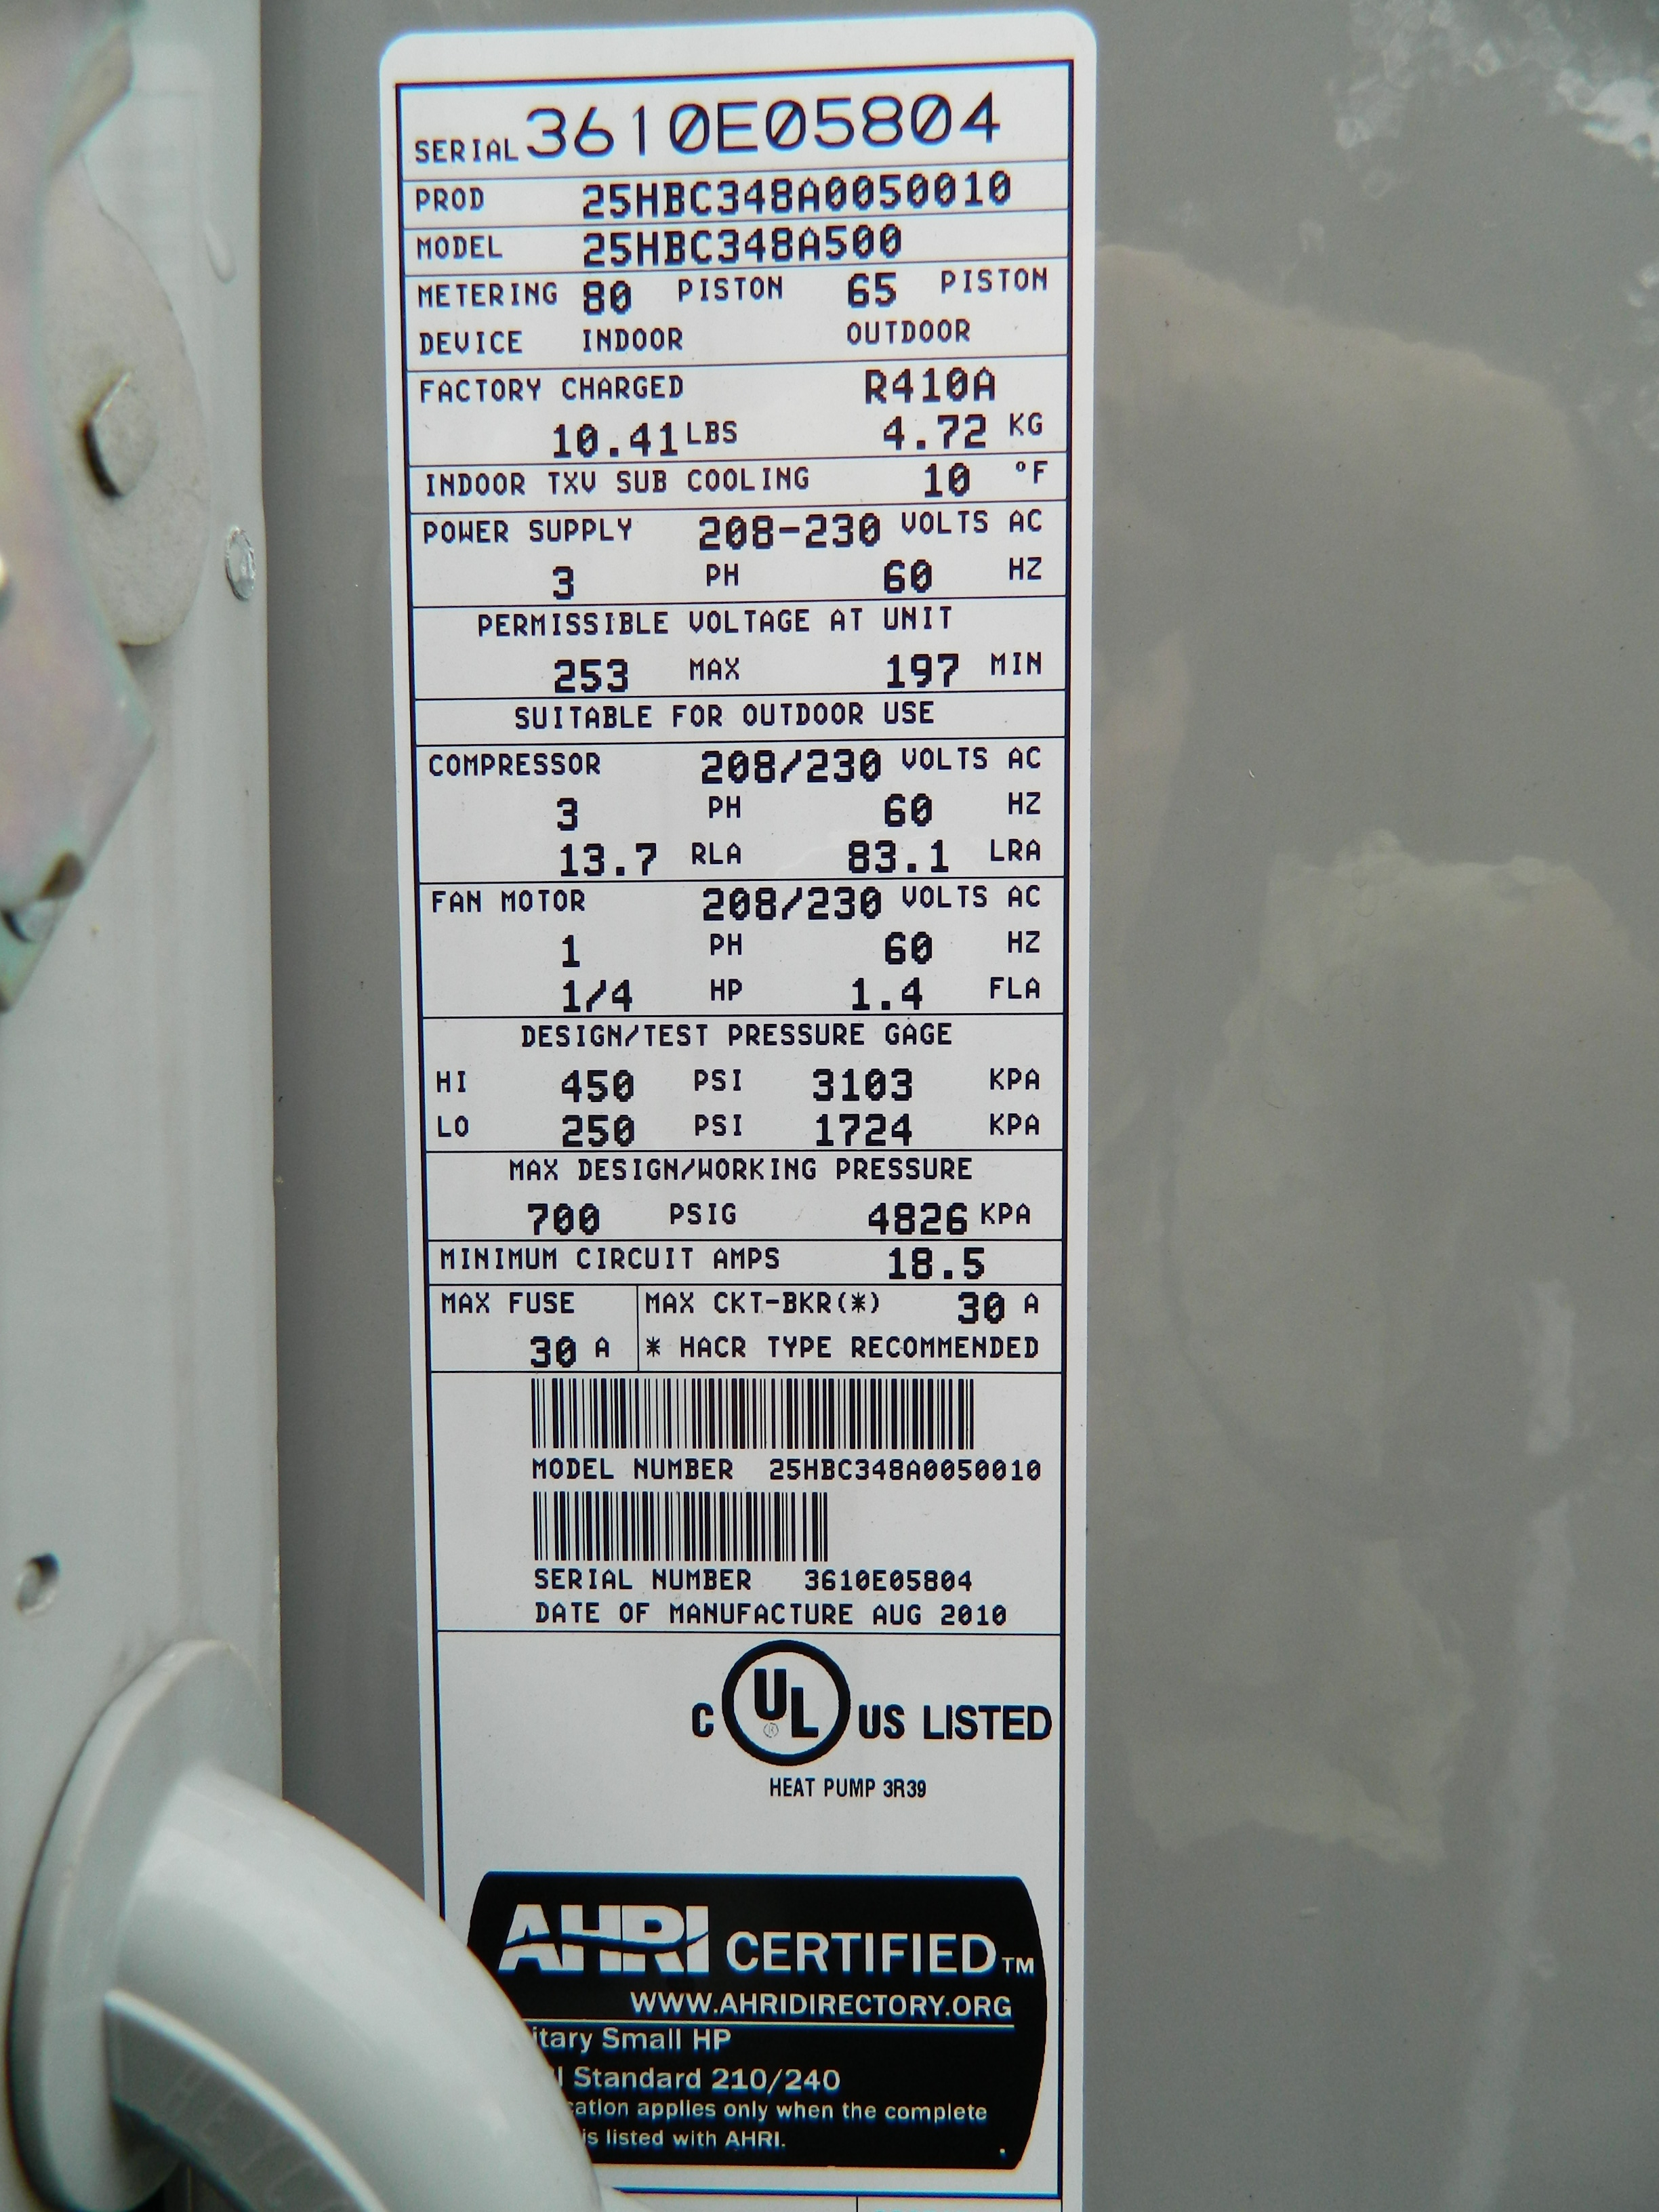 SERIAL 3610E05804
PROD 25HBC348A0050010
MODEL 25HBC348A500
METERING 80 PISTON 65 PISTON
DEVICE INDOOR OUTDOOR
FACTORY CHARGED R410A
10.41 LBS 4.72 KG
INDOOR TXV SUB COOLING 10 °F
POWER SUPPLY 208-230 VOLTS AC
3 PH 60 HZ
PERMISSIBLE VOLTAGE AT UNIT
253 MAX 197 MIN
SUITABLE FOR OUTDOOR USE
COMPRESSOR 208/230 VOLTS AC
3 PH 60 HZ
13.7 RLA 83.1 LRA
FAN MOTOR 208/230 VOLTS AC
1 PH 60 HZ
1/4 HP 1.4 FLA
DESIGN/TEST PRESSURE GAGE
HI 450 PSI 3103 KPA
LO 250 PSI 1724 KPA
MAX DESIGN/WORKING PRESSURE
700 PSIG 4826 KPA
MINIMUM CIRCUIT AMPS 18.5
MAX FUSE MAX CKT-BKR(*) 30 A
30 A * HACR TYPE RECOMMENDED
MODEL NUMBER 25HBC348A0050010
SERIAL NUMBER 3610E05804
DATE OF MANUFACTURE AUG 2010
C UL ® US LISTED
HEAT PUMP 3R39
AHRI CERTIFIED™
WWW.AHRIDIRECTORY.ORG
itary Small HP
Standard 210/240
cation applies only when the complete
is listed with AHRI.